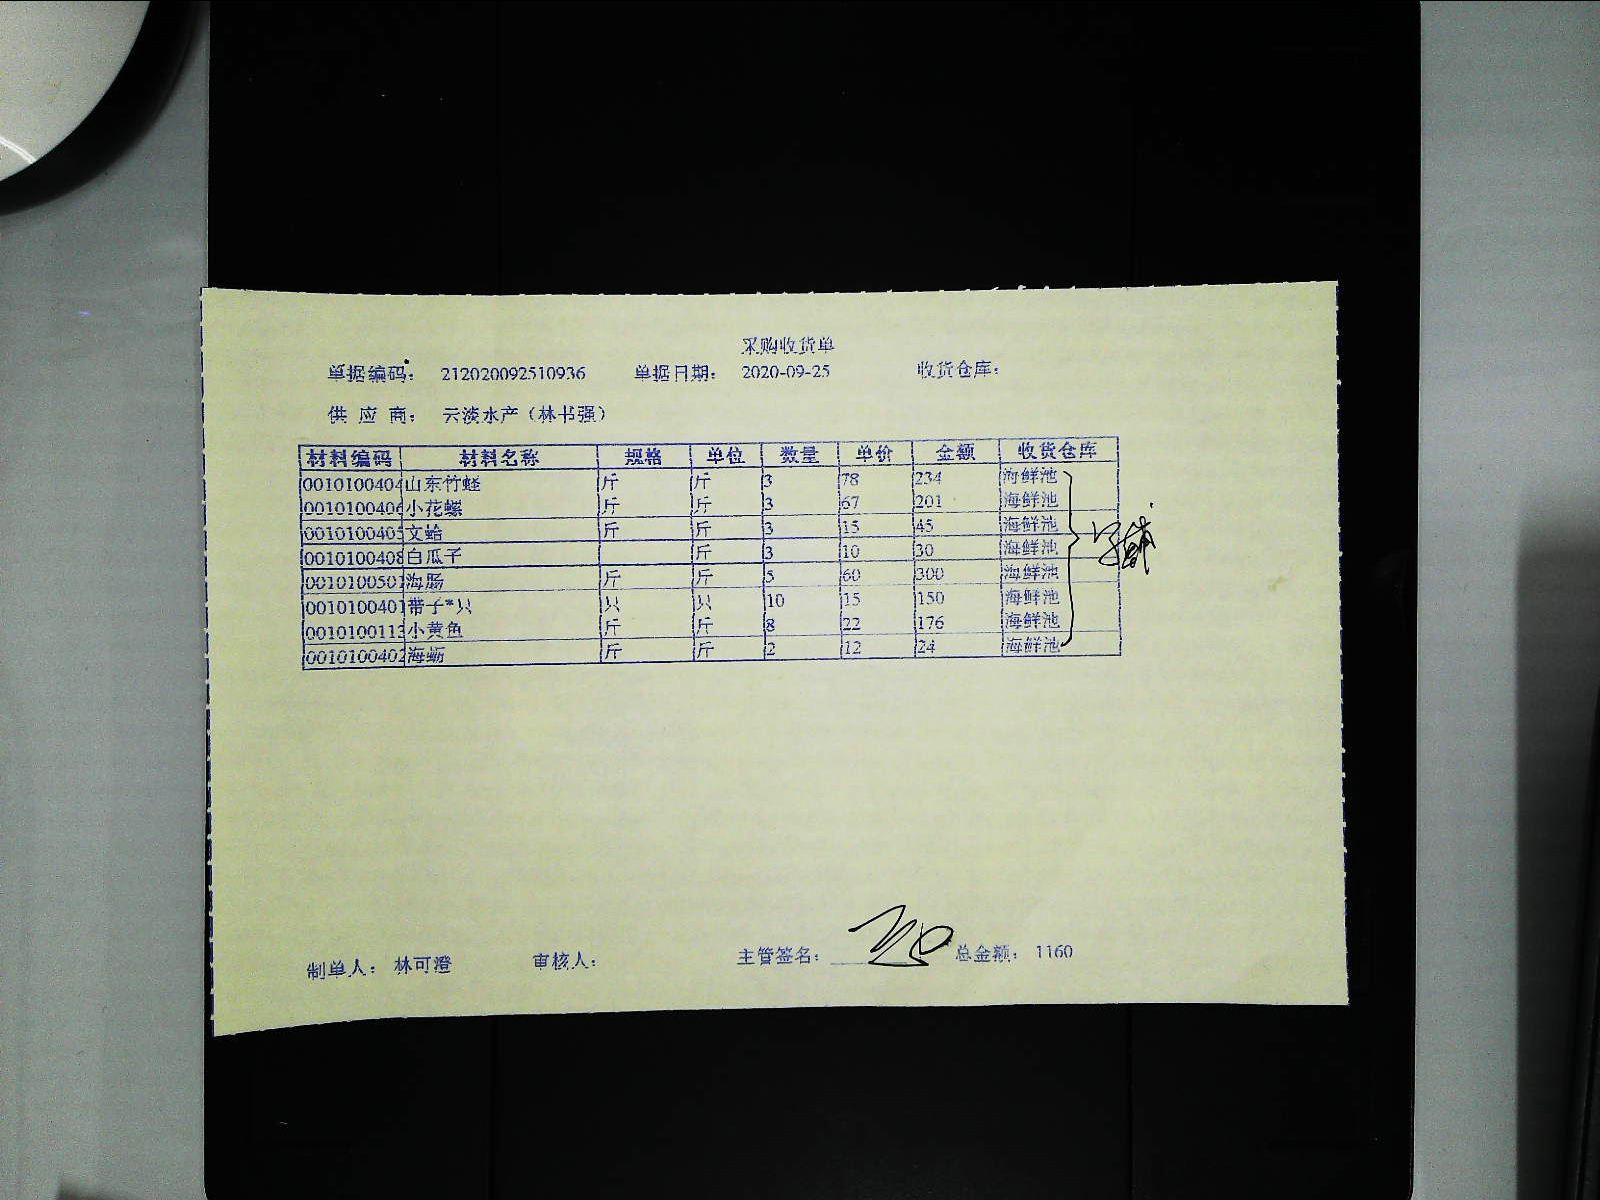 采购收货单
单据编码： 212020092510936 单据日期： 2020-09-25 收货仓库：
供 应 商： 云淡水产（林书强）
材料编码 材料名称 规格 单位 数量 单价 金额 收货仓库
0010100404 山东竹蛏 斤 斤 3 78 234 海鲜池
0010100406 小花螺 斤 斤 3 67 201 海鲜池
0010100405 文蛤 斤 斤 3 15 45 海鲜池
0010100408 白瓜子 斤 3 10 30 海鲜池
0010100501 海肠 斤 斤 5 60 300 海鲜池
0010100401 带子*只 只 只 10 15 150 海鲜池
0010100113 小黄鱼 斤 斤 8 22 176 海鲜池
0010100402 海蛎 斤 斤 2 12 24 海鲜池
制单人： 林可澄 审核人： 主管签名： 总金额： 1160